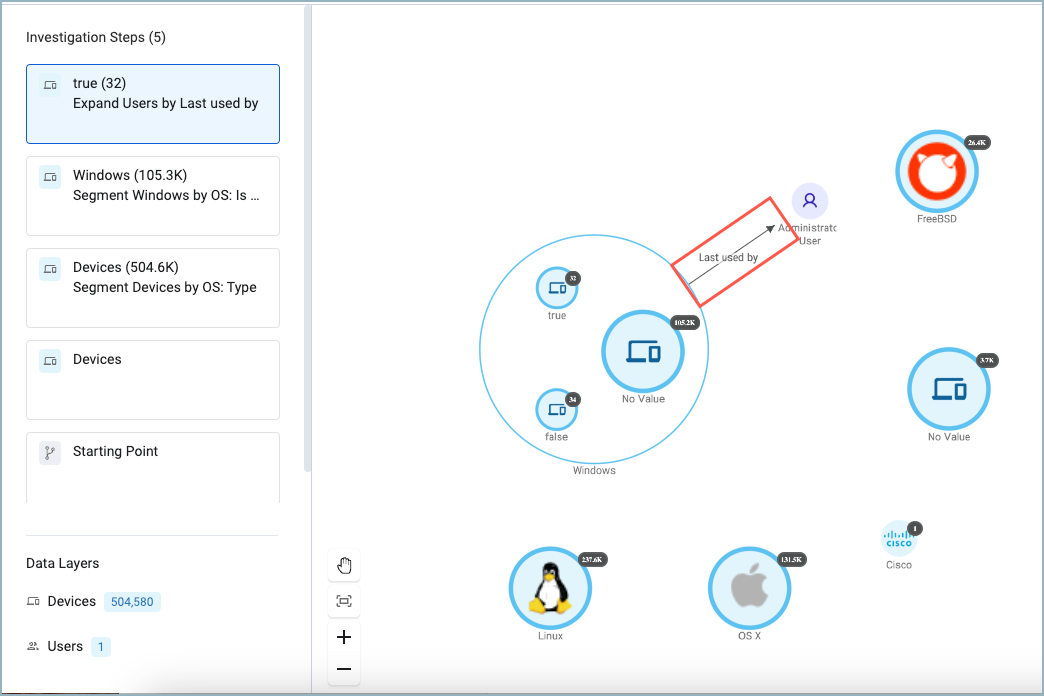 Investigation Steps (5)
true (32)
Expand Users by Last used by
Windows (105.3K)
Segment Windows by OS: Is ...
Devices (504.6K)
Segment Devices by OS: Type
Devices
Starting Point
Data Layers
Devices 504,580
Users 1
26.4K
FreeBSD
Administrato
User
Last used by
32
true
105.2K
No Value
34
false
Windows
3.7K
No Value
1
CISCO
Cisco
237.6K
Linux
131.5K
OS X